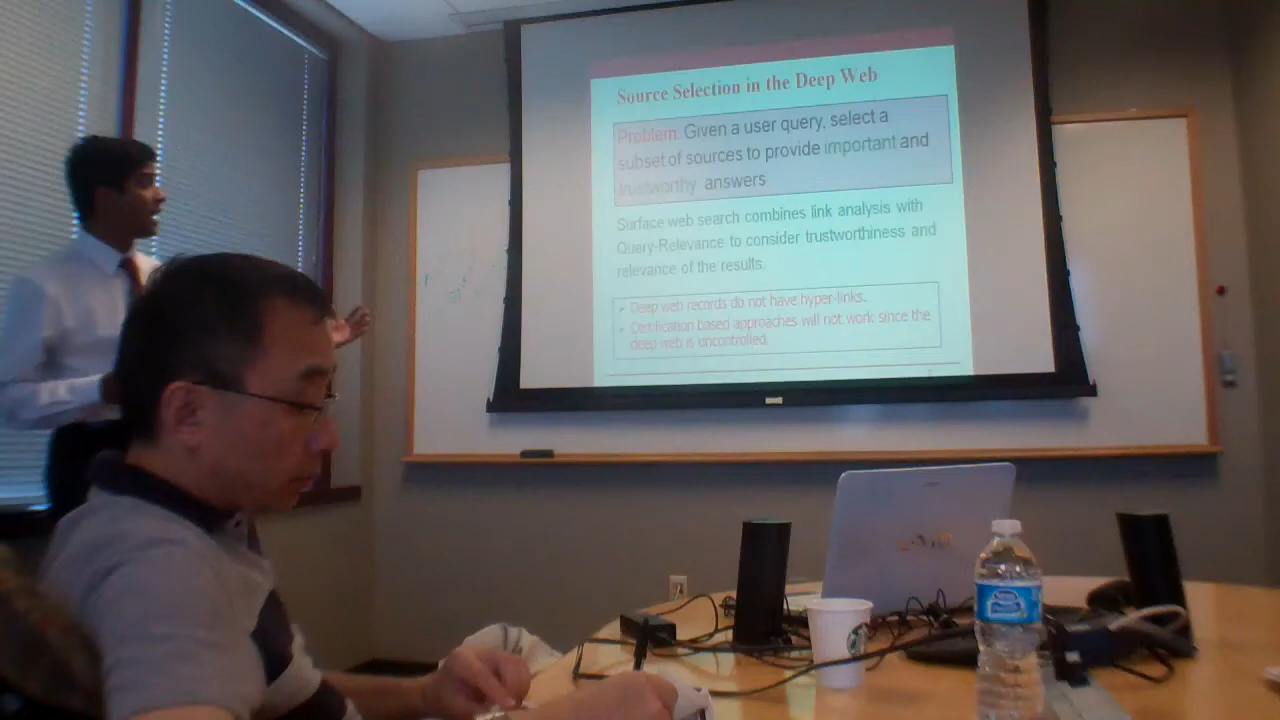 Source Selection in the Deep Web
Problem: Given a user query, select a
subset of sources to provide important and
trustworthy answers
Surface web search combines link analysis with
Query-Relevance to consider trustworthiness and
relevance of the results.
Deep web records do not have hyper-links.
Certification based approaches will not work since the
deep web is uncontrolled.
VAIO
Nestle